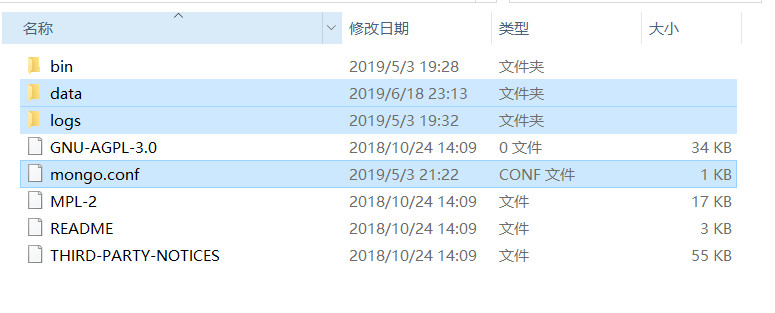 名称 修改日期 类型 大小
bin 2019/5/3 19:28 文件夹
data 2019/6/18 23:13 文件夹
logs 2019/5/3 19:32 文件夹
GNU-AGPL-3.0 2018/10/24 14:09 0 文件 34 KB
mongo.conf 2019/5/3 21:22 CONF 文件 1 KB
MPL-2 2018/10/24 14:09 文件 17 KB
README 2018/10/24 14:09 文件 3 KB
THIRD-PARTY-NOTICES 2018/10/24 14:09 文件 55 KB